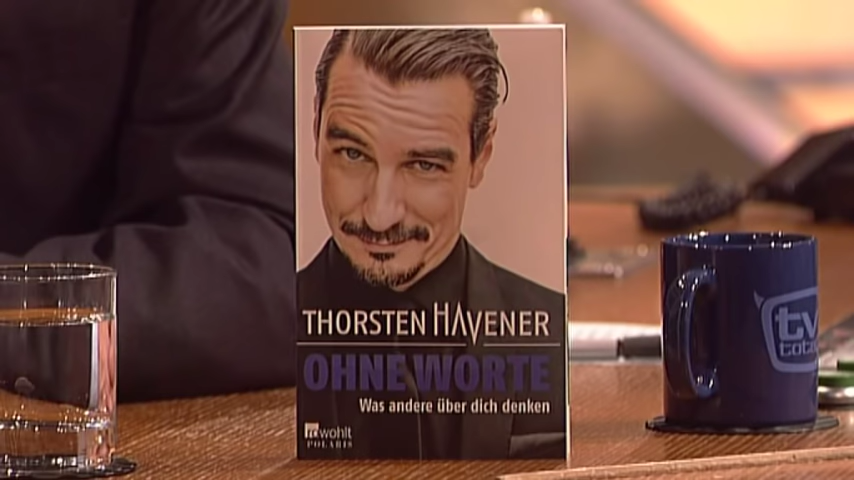 THORSTEN HAVENER
OHNE WORTE
Was andere über dich denken
rowohlt
POLARIS
tv
total